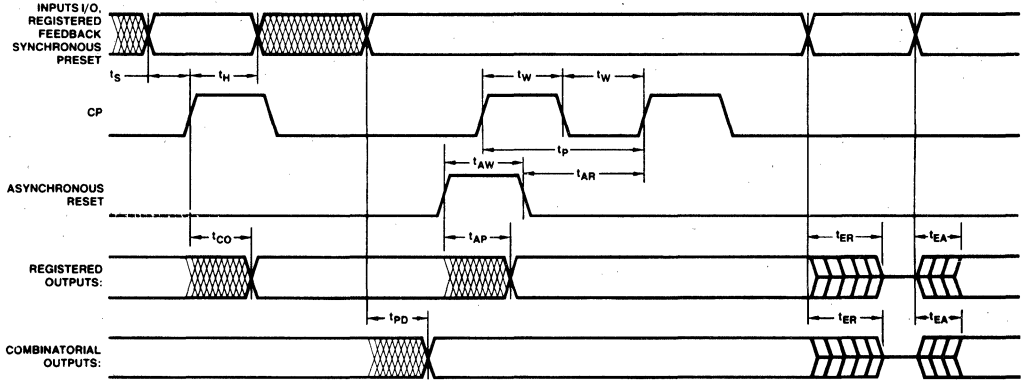 INPUTS I/O,
REGISTERED
FEEDBACK
SYNCHRONOUS
PRESET
tS
tH
tW
tW
CP
tP
tAW
tAR
ASYNCHRONOUS
RESET
tCO
tAP
tER
tEA
REGISTERED
OUTPUTS:
tPD
tER
tEA
COMBINATORIAL
OUTPUTS: